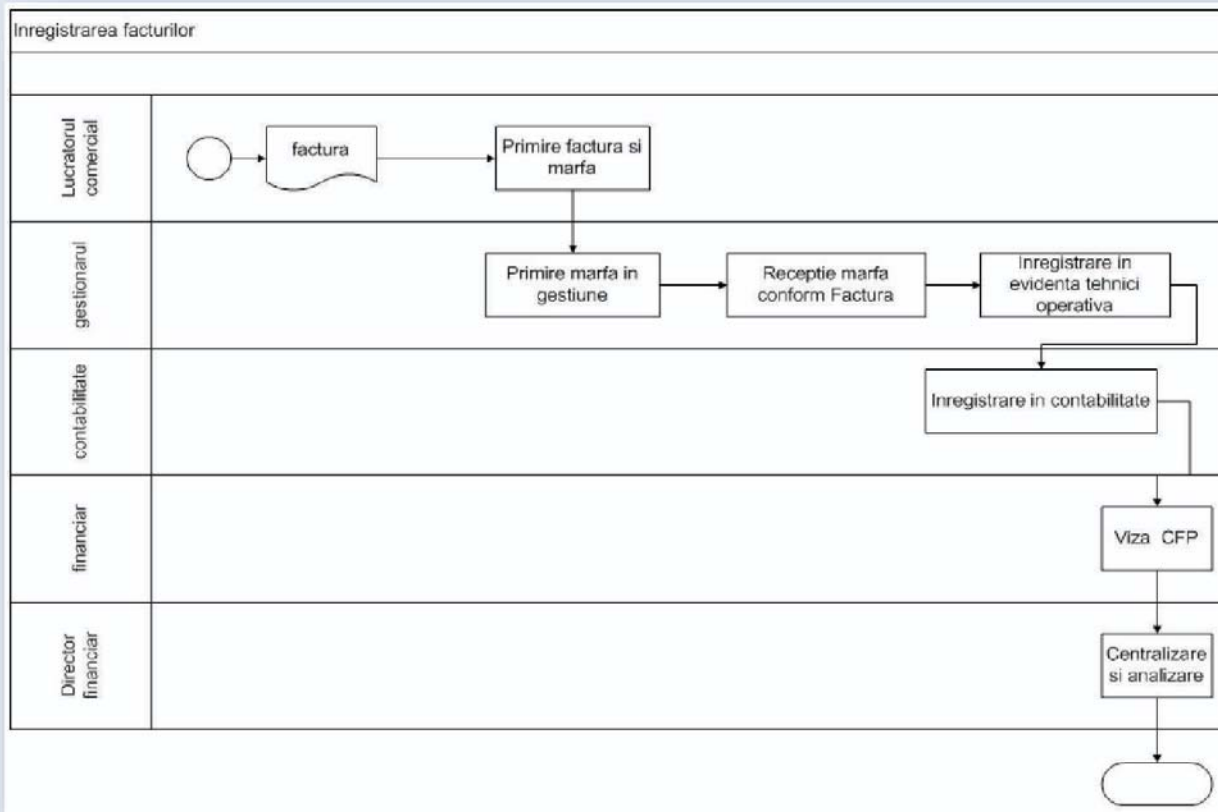 Inregistrarea facturilor
Lucratorul
comercial
factura
Primire factura si
marfa
gestionarul
Primire marfa in
gestiune
Receptie marfa
conform Factura
Inregistrare in
evidenta tehnici
operativa
contabilitate
Inregistrare in contabilitate
financiar
Viza CFP
Director
financiar
Centralizare
si analizare